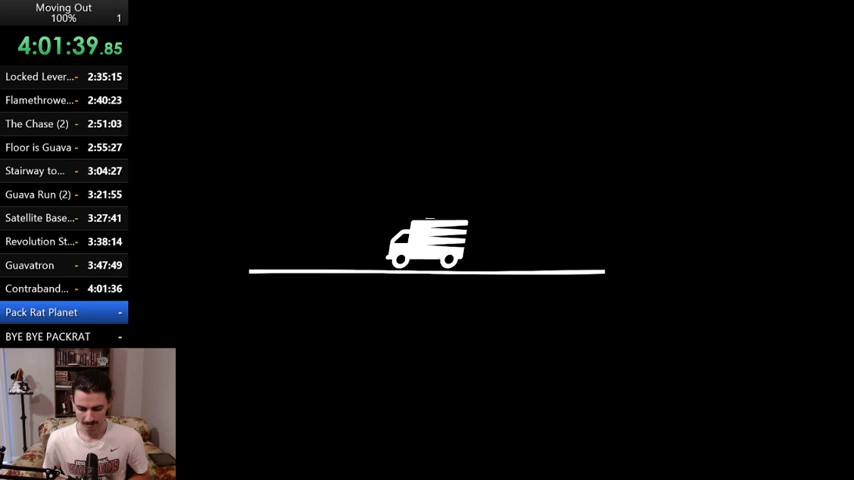 Moving Out
100% 1
4:01:39.85
Locked Lever... - 2:35:15
Flamethrowe... - 2:40:23
The Chase (2) - 2:51:03
Floor is Guava - 2:55:27
Stairway to... - 3:04:27
Guava Run (2) - 3:21:55
Satellite Base... - 3:27:41
Revolution St... - 3:38:14
Guavatron - 3:47:49
Contraband... - 4:01:36
Pack Rat Planet -
BYE BYE PACKRAT -